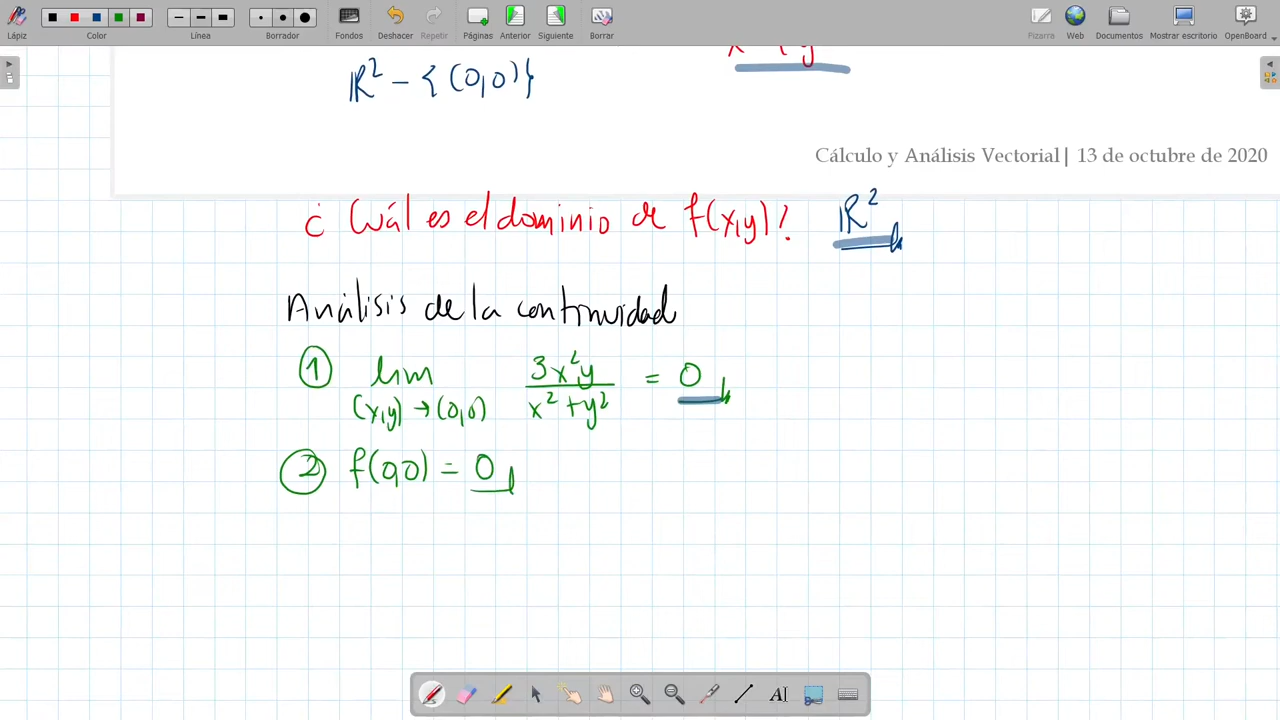 Lápiz Color Línea Borrador Fondos Deshacer Repetir Páginas Anterior Siguiente Borrar Pizarra Web Documentos Mostrar escritorio OpenBoard
ℝ² - {(0,0)}
Cálculo y Análisis Vectorial| 13 de octubre de 2020
¿ Cuál es el dominio de f(x,y)? ℝ²
Análisis de la continuidad
① lim (x,y) → (0,0) 3x²y / x² + y² = 0
② f(0,0) = 0
AI